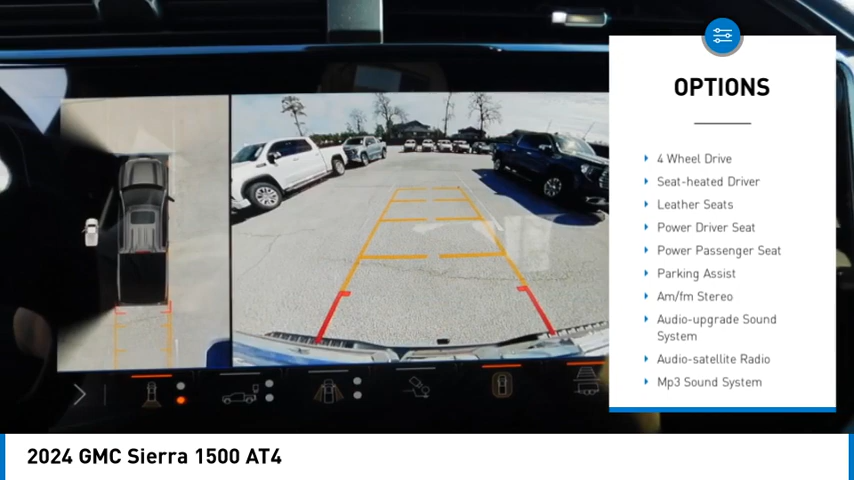 OPTIONS
4 Wheel Drive
Seat-heated Driver
Leather Seats
Power Driver Seat
Power Passenger Seat
Parking Assist
Am/fm Stereo
Audio-upgrade Sound
System
Audio-satellite Radio
Mp3 Sound System
2024 GMC Sierra 1500 AT4